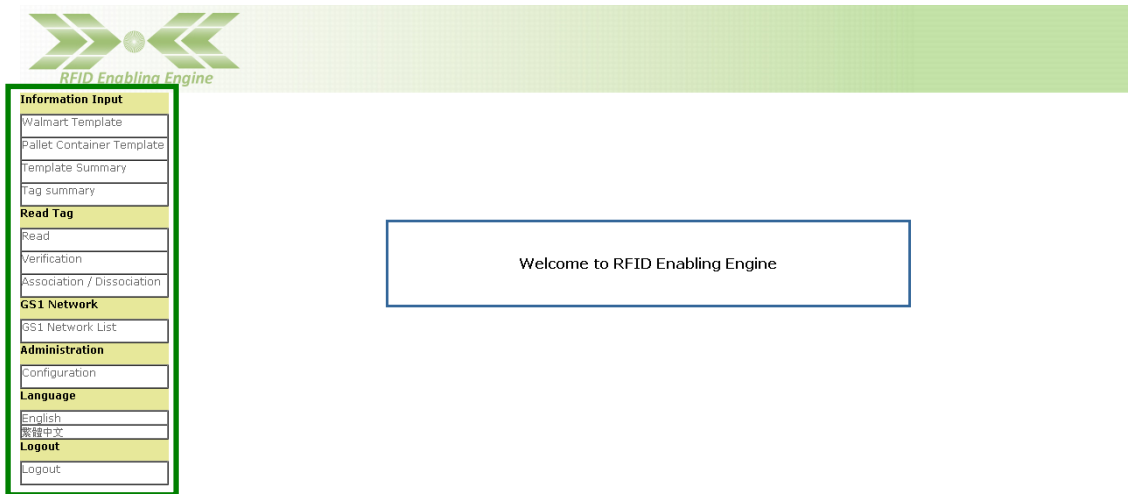 RFID Enabling Engine
Information Input
Walmart Template
Pallet Container Template
Template Summary
Tag summary
Read Tag
Read
Verification
Association / Dissociation
GS1 Network
GS1 Network List
Administration
Configuration
Language
English
繁體中文
Logout
Logout
Welcome to RFID Enabling Engine